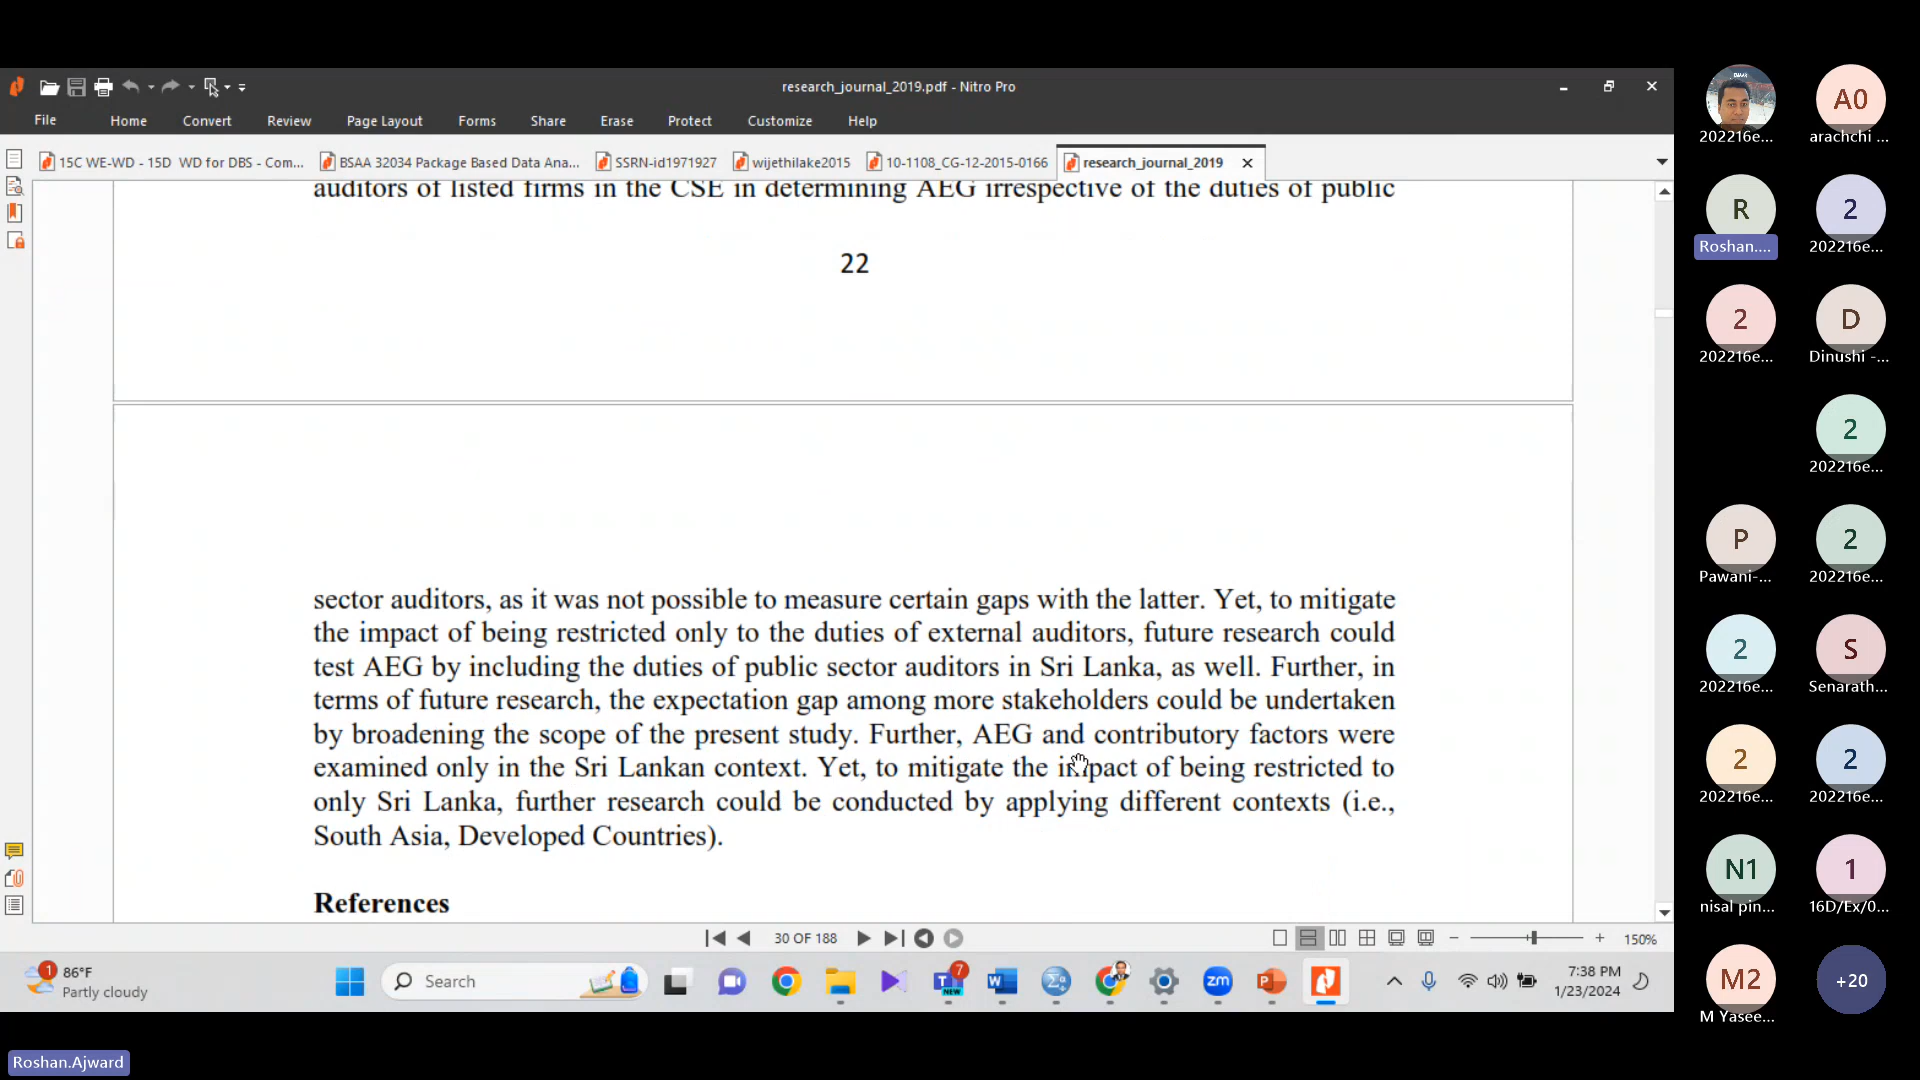 research_journal_2019.pdf - Nitro Pro
File Home Convert Review Page Layout Forms Share Erase Protect Customize Help
15C WE-WD - 15D WD for DBS - Com... BSAA 32034 Package Based Data Ana... SSRN-id1971927 wijethilake2015 10-1108_CG-12-2015-0166 research_journal_2019
auditors of listed firms in the CSE in determining AEG irrespective of the duties of public
22
sector auditors, as it was not possible to measure certain gaps with the latter. Yet, to mitigate
the impact of being restricted only to the duties of external auditors, future research could
test AEG by including the duties of public sector auditors in Sri Lanka, as well. Further, in
terms of future research, the expectation gap among more stakeholders could be undertaken
by broadening the scope of the present study. Further, AEG and contributory factors were
examined only in the Sri Lankan context. Yet, to mitigate the impact of being restricted to
only Sri Lanka, further research could be conducted by applying different contexts (i.e.,
South Asia, Developed Countries).
References
30 OF 188
150%
1
86°F
Partly cloudy
Search
7
NEW
zm
7:38 PM
1/23/2024
Roshan.Ajward
202216e...
A0
arachchi ...
R
Roshan....
2
202216e...
2
202216e...
D
Dinushi -...
2
202216e...
P
Pawani-...
2
202216e...
2
202216e...
S
Senarath...
2
202216e...
2
202216e...
N1
nisal pin...
1
16D/Ex/0...
M2
M Yasee...
+20